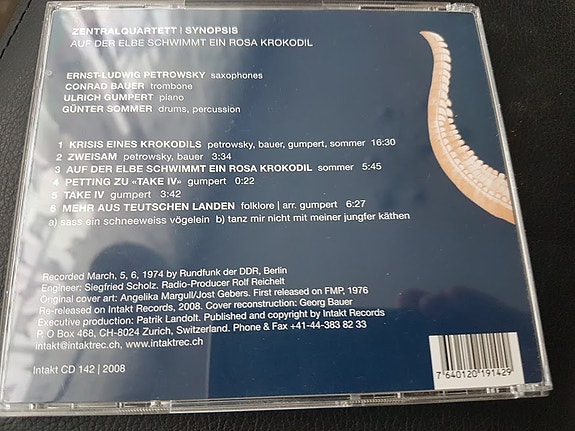 ZENTRALQUARTETT | SYNOPSIS
AUF DER ELBE SCHWIMMT EIN ROSA KROKODIL
ERNST-LUDWIG PETROWSKY saxophones
CONRAD BAUER trombone
ULRICH GUMPERT piano
GÜNTER SOMMER drums, percussion
1 KRISIS EINES KROKODILS petrowsky, bauer, gumpert, sommer 16:30
2 ZWEISAM petrowsky, bauer 3:34
3 AUF DER ELBE SCHWIMMT EIN ROSA KROKODIL sommer 5:45
4 PETTING ZU «TAKE IV» gumpert 0:22
5 TAKE IV gumpert 3:42
6 MEHR AUS TEUTSCHEN LANDEN folklore | arr. gumpert 6:27
a) sass ein schneeweiss vögelein b) tanz mir nicht mit meiner jungfer käthen
Recorded March, 5, 6, 1974 by Rundfunk der DDR, Berlin
Engineer: Siegfried Scholz. Radio-Producer Rolf Reichelt
Original cover art: Angelika Margull/Jost Gebers. First released on FMP, 1976
Re-released on Intakt Records, 2008. Cover reconstruction: Georg Bauer
Executive production: Patrik Landolt. Published and copyright by Intakt Records
P. O Box 468, CH-8024 Zurich, Switzerland. Phone & Fax +41-44-383 82 33
intakt@intaktrec.ch, www.intaktrec.ch
Intakt CD 142 | 2008
7 640120 191429